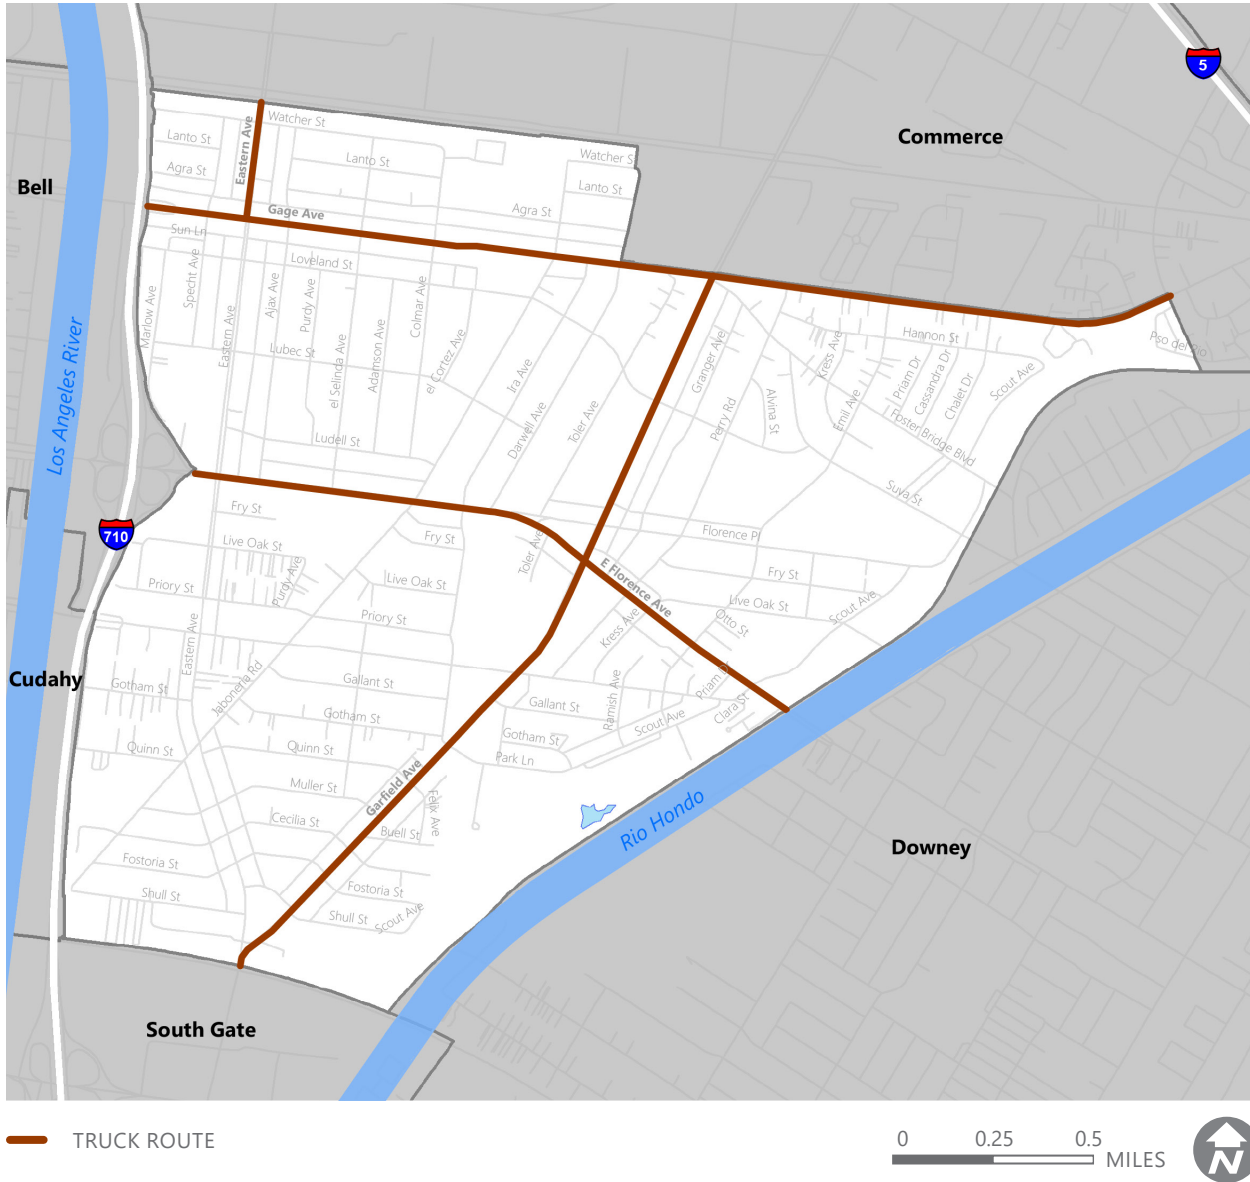 5
Commerce
Watcher St
Lanto St
Eastern Ave
Lanto St
Watcher S
Agra St
Lanto St
Bell
Gage Ave
Agra St
Sun Ln
Loveland St
Specht Ave
Ajax Ave
Purdy Ave
Colmar Ave
Marlow Ave
Eastern Ave
Lubec St
el Selinda Ave
Adamson Ave
el Cortez Ave
Ira Ave
Granger Ave
Kress Ave
Hannon St
Pso del Rio
Priam Dr
Cassandra Dr
Chalet Dr
Scout Ave
Los Angeles River
Darwell Ave
Toler Ave
Perry Rd
Alvina St
Emil Ave
Foster Bridge Blvd
Ludell St
Suva St
Fry St
710
Live Oak St
Fry St
Toler Ave
Florence Pl
Purdy Ave
Live Oak St
E Florence Ave
Fry St
Priory St
Priory St
Live Oak St
Scout Ave
Kress Ave
Otto St
Eastern Ave
Cudahy
Gotham St
Jaboneria Rd
Gallant St
Gallant St
Ramish Ave
Priam D
Clara St
Gotham St
Scout Ave
Gotham St
Quinn St
Quinn St
Park Ln
Muller St
Garfield Ave
Felix Ave
Cecilia St
Buell St
Rio Hondo
Downey
Fostoria St
Fostoria St
Shull St
Shull St
Scout Ave
South Gate
TRUCK ROUTE
0 0.25 0.5
MILES
N